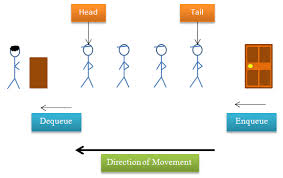 Head
Tail
Dequeue
Enqueue
Direction of Movement